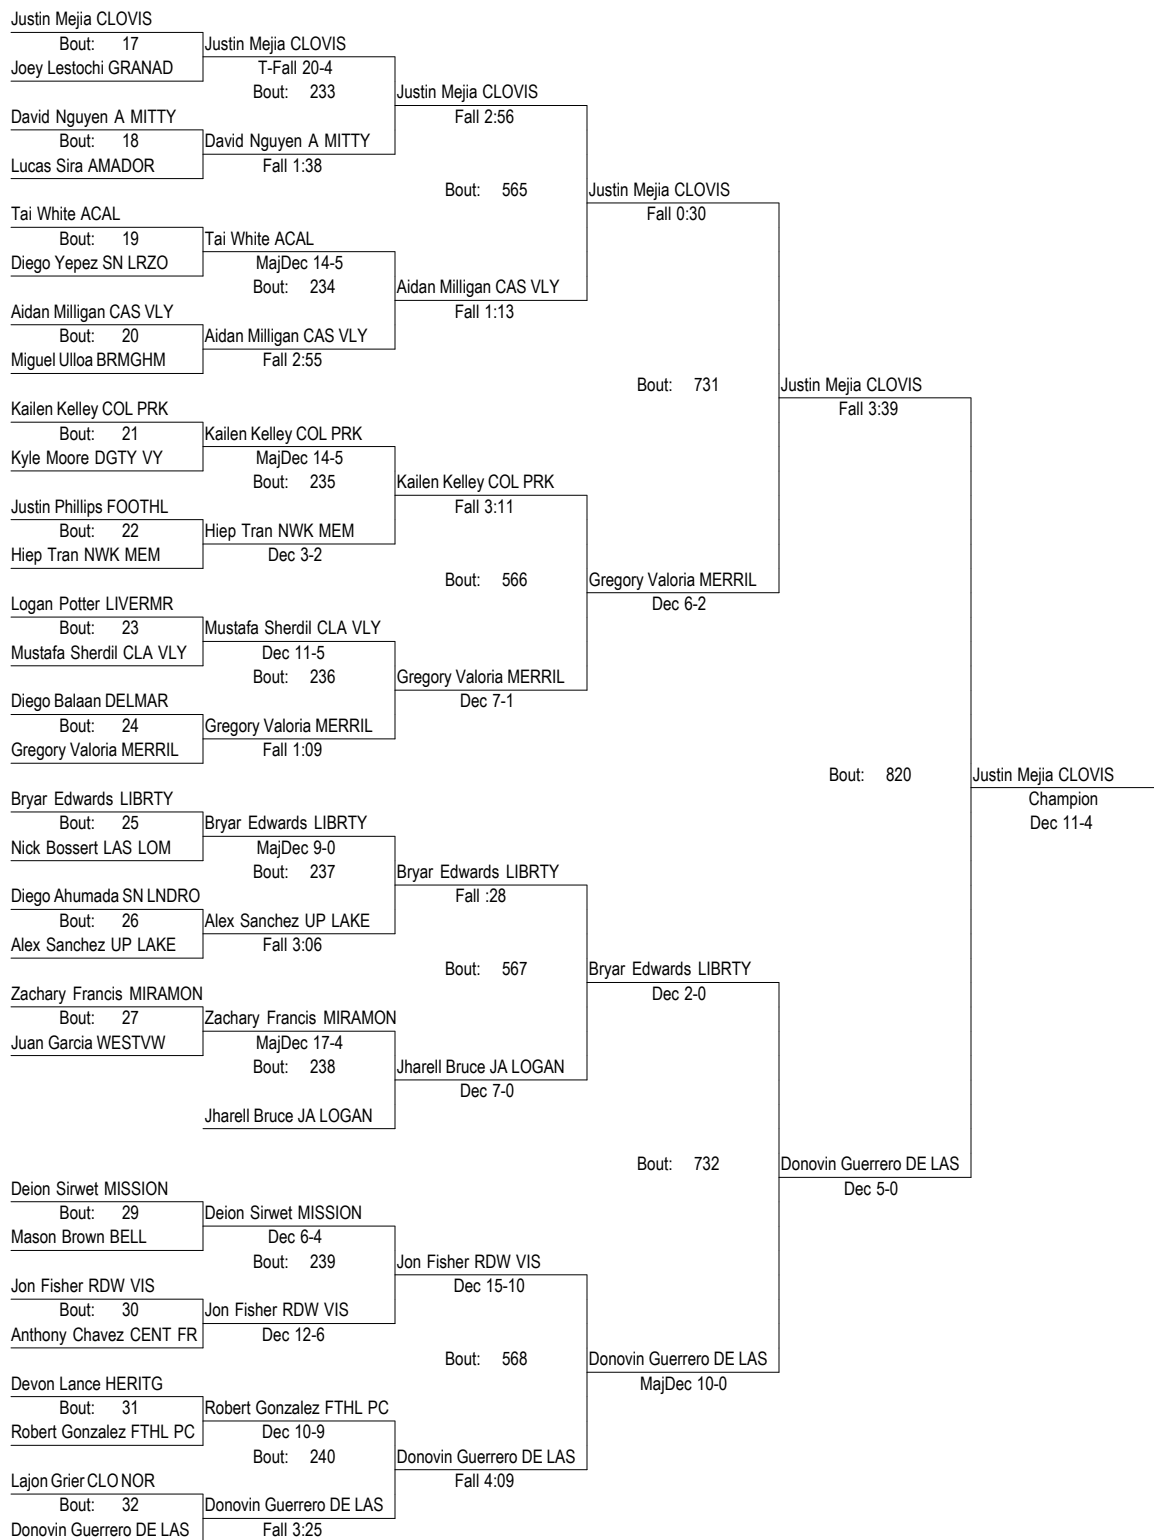 Justin Mejia CLOVIS
Bout: 17
Justin Mejia CLOVIS
Joey Lestochi GRANAD
T-Fall 20-4
Bout: 233
Justin Mejia CLOVIS
David Nguyen A MITTY
Fall 2:56
Bout: 18
David Nguyen A MITTY
Lucas Sira AMADOR
Fall 1:38
Bout: 565
Justin Mejia CLOVIS
Tai White ACAL
Fall 0:30
Bout: 19
Tai White ACAL
Diego Yepez SN LRZO
MajDec 14-5
Bout: 234
Aidan Milligan CAS VLY
Aidan Milligan CAS VLY
Fall 1:13
Bout: 20
Aidan Milligan CAS VLY
Miguel Ulloa BRMGHM
Fall 2:55
Bout: 731
Justin Mejia CLOVIS
Kailen Kelley COL PRK
Fall 3:39
Bout: 21
Kailen Kelley COL PRK
Kyle Moore DGTY VY
MajDec 14-5
Bout: 235
Kailen Kelley COL PRK
Justin Phillips FOOTHL
Fall 3:11
Bout: 22
Hiep Tran NWK MEM
Hiep Tran NWK MEM
Dec 3-2
Bout: 566
Gregory Valoria MERRIL
Logan Potter LIVERMR
Dec 6-2
Bout: 23
Mustafa Sherdil CLA VLY
Mustafa Sherdil CLA VLY
Dec 11-5
Bout: 236
Gregory Valoria MERRIL
Diego Balaan DELMAR
Dec 7-1
Bout: 24
Gregory Valoria MERRIL
Gregory Valoria MERRIL
Fall 1:09
Bout: 820
Justin Mejia CLOVIS
Bryar Edwards LIBRTY
Champion
Bout: 25
Bryar Edwards LIBRTY
Dec 11-4
Nick Bossert LAS LOM
MajDec 9-0
Bout: 237
Bryar Edwards LIBRTY
Diego Ahumada SN LNDRO
Fall :28
Bout: 26
Alex Sanchez UP LAKE
Alex Sanchez UP LAKE
Fall 3:06
Bout: 567
Bryar Edwards LIBRTY
Zachary Francis MIRAMON
Dec 2-0
Bout: 27
Zachary Francis MIRAMON
Juan Garcia WESTVW
MajDec 17-4
Bout: 238
Jharell Bruce JA LOGAN
Dec 7-0
Jharell Bruce JA LOGAN
Bout: 732
Donovin Guerrero DE LAS
Deion Sirwet MISSION
Dec 5-0
Bout: 29
Deion Sirwet MISSION
Mason Brown BELL
Dec 6-4
Bout: 239
Jon Fisher RDW VIS
Jon Fisher RDW VIS
Dec 15-10
Bout: 30
Jon Fisher RDW VIS
Anthony Chavez CENT FR
Dec 12-6
Bout: 568
Donovin Guerrero DE LAS
Devon Lance HERITG
MajDec 10-0
Bout: 31
Robert Gonzalez FTHL PC
Robert Gonzalez FTHL PC
Dec 10-9
Bout: 240
Donovin Guerrero DE LAS
Lajon Grier CLO NOR
Fall 4:09
Bout: 32
Donovin Guerrero DE LAS
Donovin Guerrero DE LAS
Fall 3:25